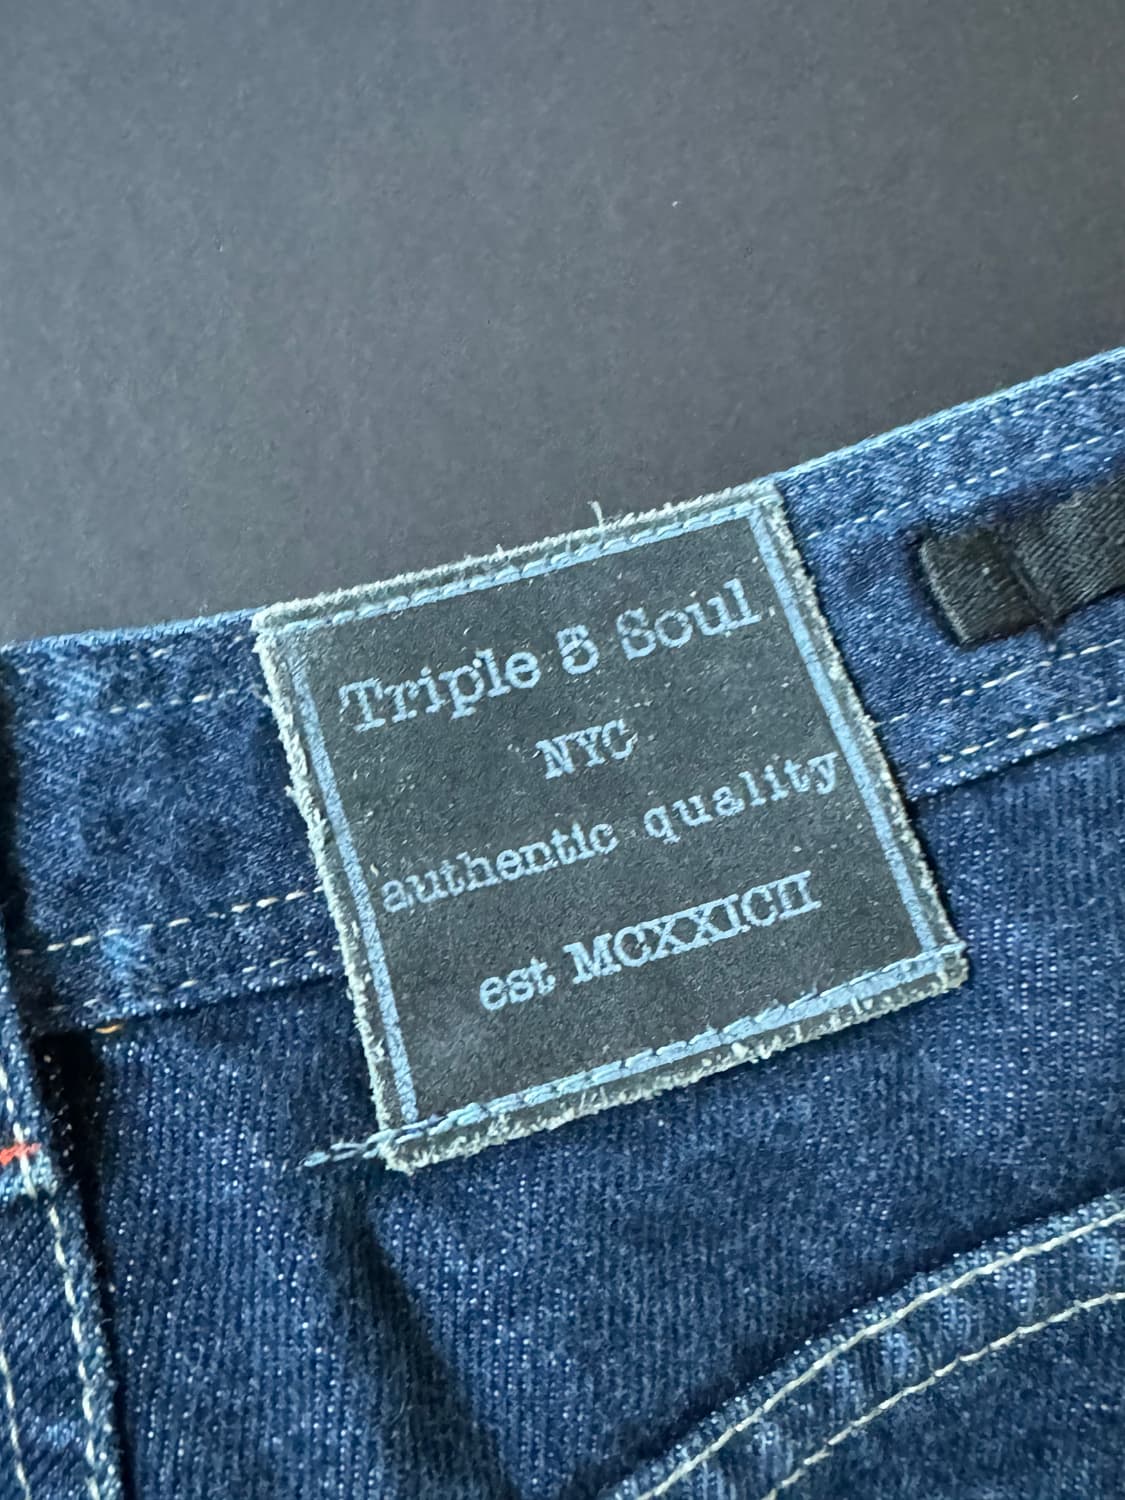 Triple 5 Soul
NYC
authentic quality
est MCXXICII